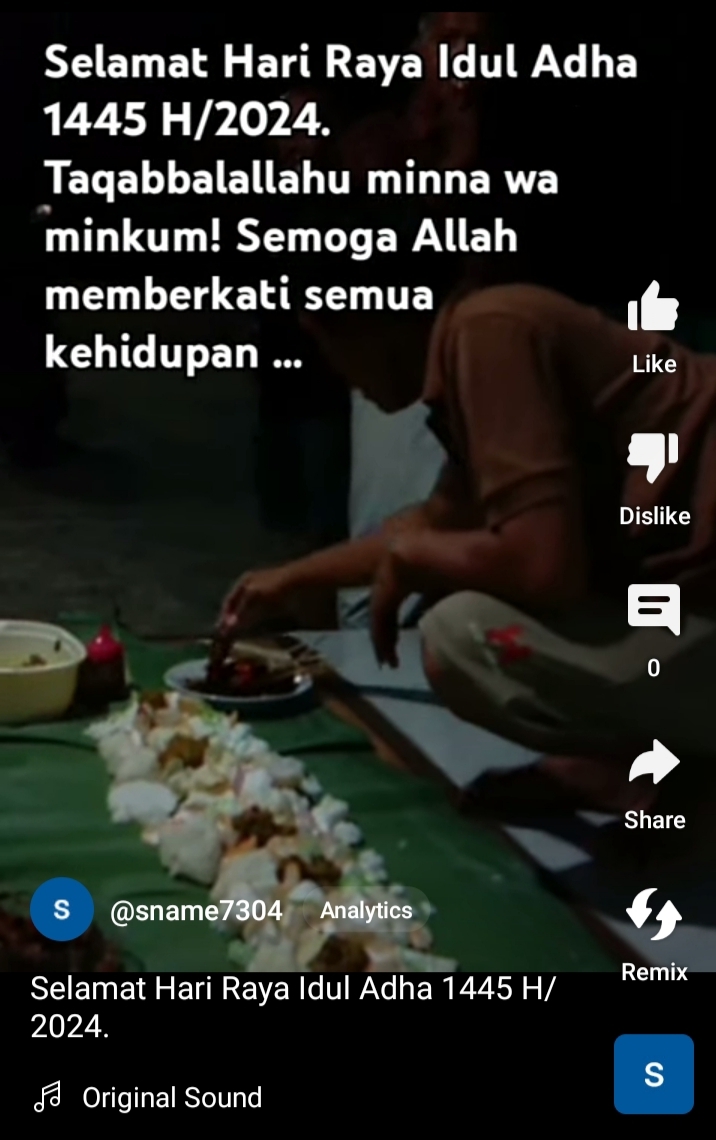 Selamat Hari Raya Idul Adha
1445 H/2024.
Taqabbalallahu minna wa
minkum! Semoga Allah
memberkati semua
kehidupan ...
Like
Dislike
0
Share
S
@sname7304
Analytics
Remix
Selamat Hari Raya Idul Adha 1445 H/
2024.
S
Original Sound